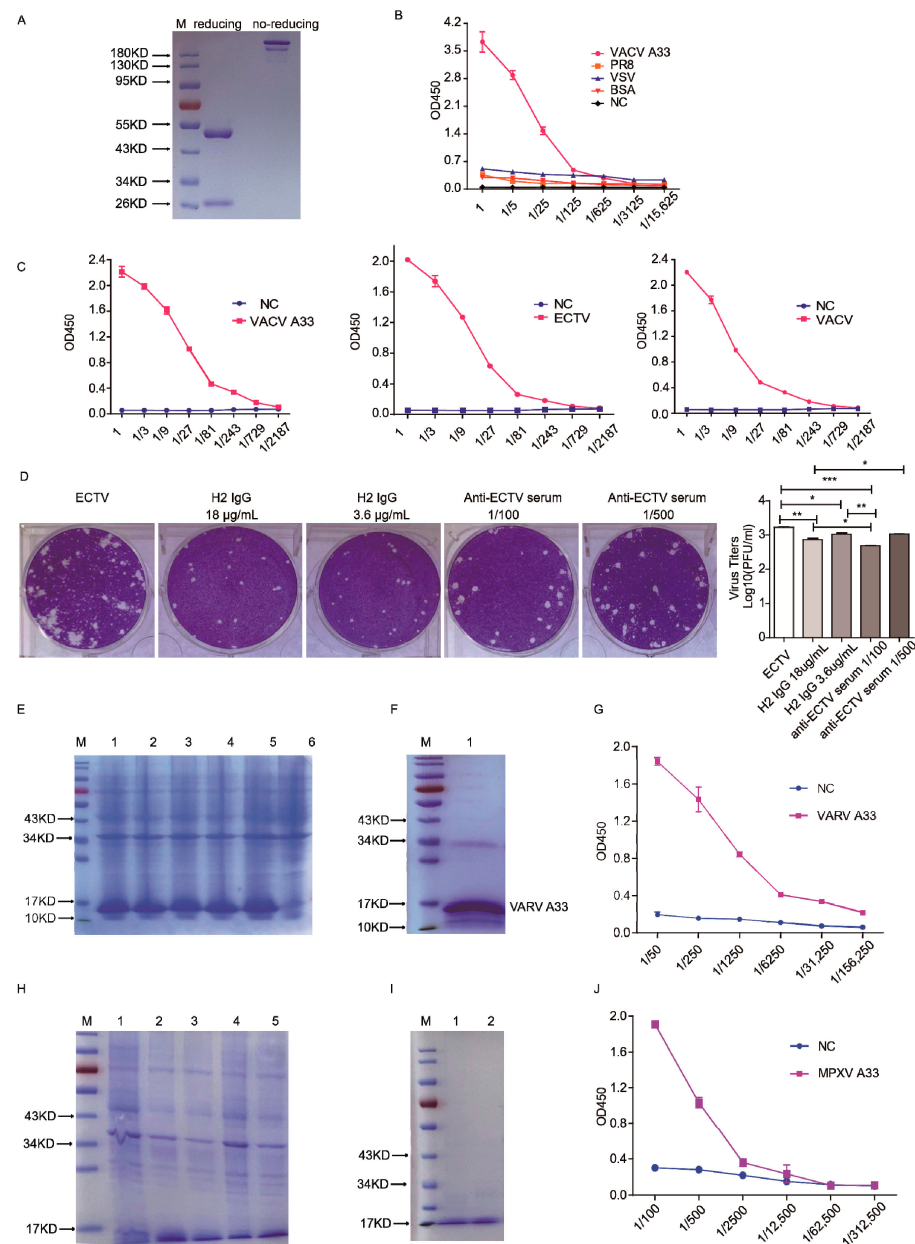 A
M reducing no-reducing
180KD
130KD
95KD
55KD
43KD
34KD
26KD
B
OD450
4.2
3.5
2.8
2.1
1.4
0.7
0.0
VACV A33
PR8
VSV
BSA
NC
1 1/5 1/25 1/125 1/625 1/3125 1/15,625
C
OD450
2.4
2.0
1.6
1.2
0.8
0.4
0.0
NC
VACV A33
1 1/3 1/9 1/27 1/81 1/243 1/729 1/2187
OD450
2.4
2.0
1.6
1.2
0.8
0.4
0.0
NC
ECTV
1 1/3 1/9 1/27 1/81 1/243 1/729 1/2187
OD450
2.4
2.0
1.6
1.2
0.8
0.4
0.0
NC
VACV
1 1/3 1/9 1/27 1/81 1/243 1/729 1/2187
D
ECTV
H2 IgG
18 μg/mL
H2 IgG
3.6 μg/mL
Anti-ECTV serum
1/100
Anti-ECTV serum
1/500
Virus Titers
Log10(PFU/ml)
4
3
2
1
0
*
***
*
**
**
*
ECTV
H2 IgG 18ug/mL
H2 IgG 3.6ug/mL
anti-ECTV serum 1/100
anti-ECTV serum 1/500
E
M 1 2 3 4 5 6
43KD
34KD
17KD
10KD
F
M 1
43KD
34KD
17KD
10KD
VARV A33
G
OD450
2.0
1.6
1.2
0.8
0.4
0.0
NC
VARV A33
1/50 1/250 1/1250 1/6250 1/31,250 1/156,250
H
M 1 2 3 4 5
43KD
34KD
17KD
I
M 1 2
43KD
34KD
17KD
J
OD450
2.0
1.6
1.2
0.8
0.4
0.0
NC
MPXV A33
1/100 1/500 1/2500 1/12,500 1/62,500 1/312,500